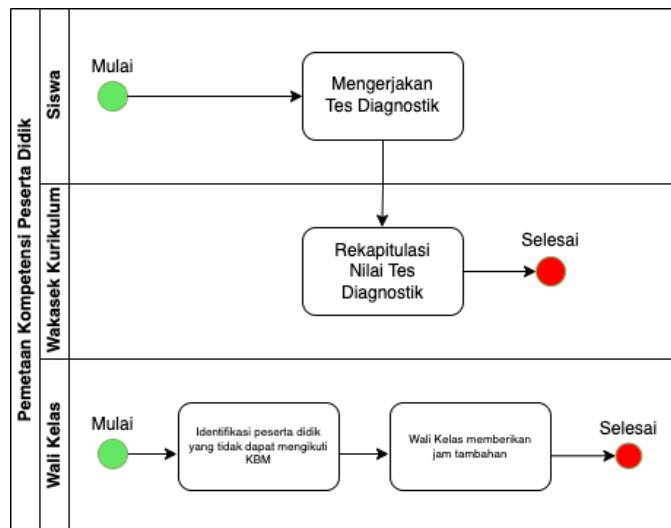 Pemetaan Kompetensi Peserta Didik
Siswa
Mulai
Mengerjakan
Tes Diagnostik
Wakasek Kurikulum
Rekapitulasi
Nilai Tes
Diagnostik
Selesai
Wali Kelas
Mulai
Identifikasi peserta didik
yang tidak dapat mengikuti
KBM
Wali Kelas memberikan
jam tambahan
Selesai